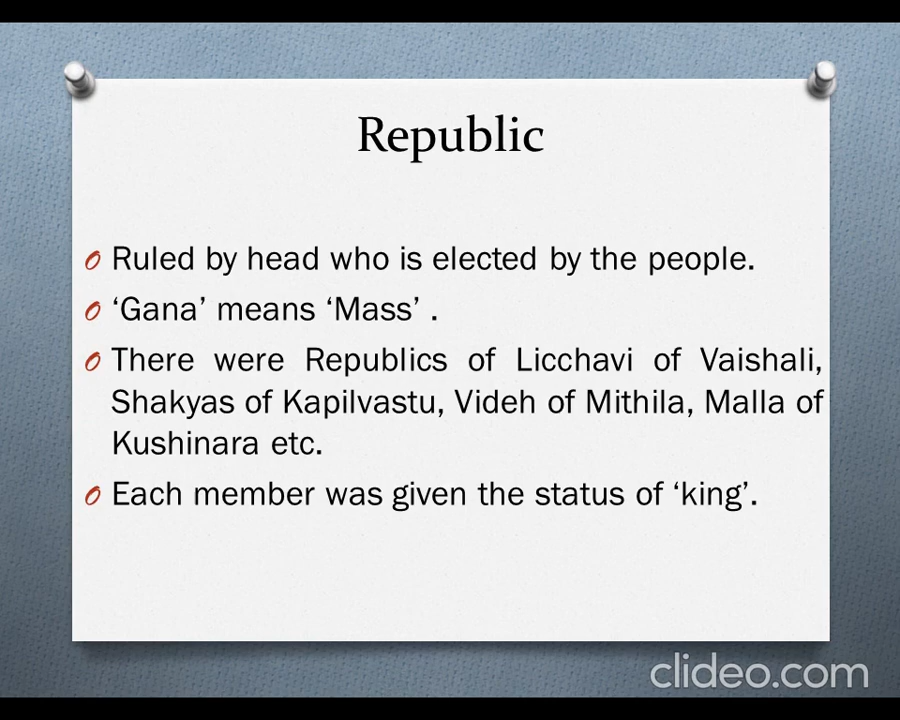 Republic
Ruled by head who is elected by the people.
‘Gana’ means ‘Mass’ .
There were Republics of Licchavi of Vaishali,
Shakyas of Kapilvastu, Videh of Mithila, Malla of
Kushinara etc.
Each member was given the status of ‘king’.
clideo.com